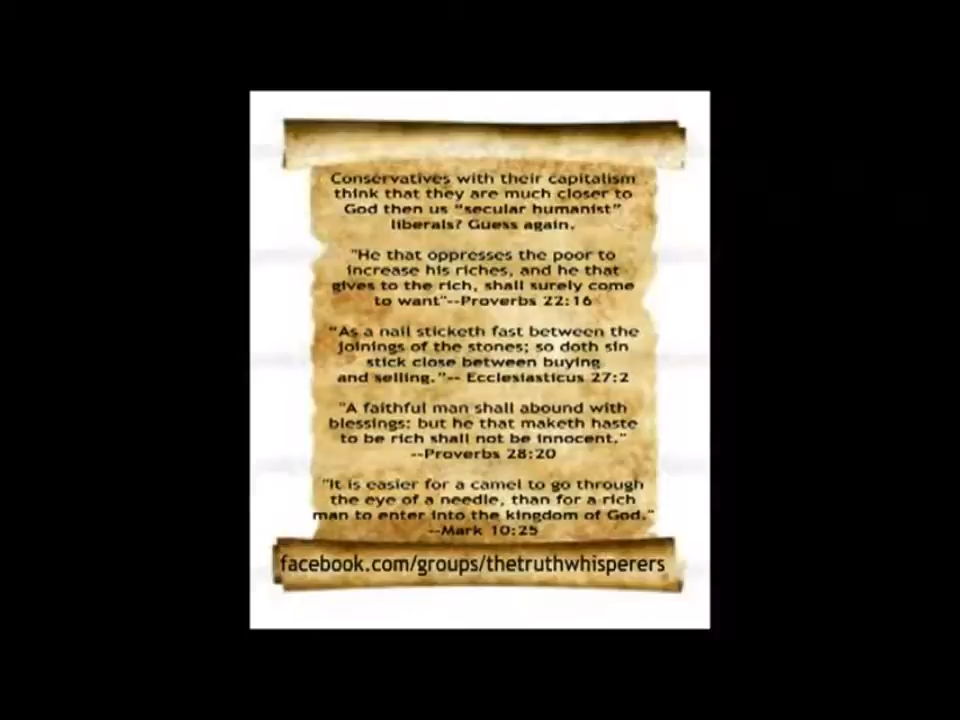 Conservatives with their capitalism
think that they are much closer to
God then us "secular humanist"
liberals? Guess again.
"He that oppresses the poor to
increase his riches, and he that
gives to the rich, shall surely come
to want"--Proverbs 22:16
"As a nail sticketh fast between the
joinings of the stones; so doth sin
stick close between buying
and selling."-- Ecclesiasticus 27:2
"A faithful man shall abound with
blessings: but he that maketh haste
to be rich shall not be innocent."
--Proverbs 28:20
"It is easier for a camel to go through
the eye of a needle, than for a rich
man to enter into the kingdom of God."
--Mark 10:25
facebook.com/groups/thetruthwhisperers